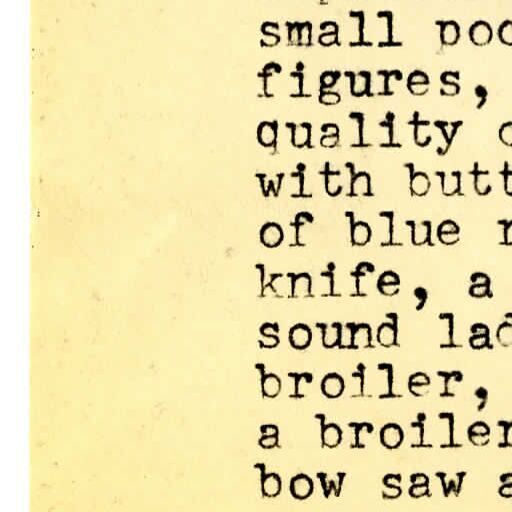 small poc
figures,
quality c
with butt
of blue r
knife, a
sound lad
broiler,
a broiler
bow saw a